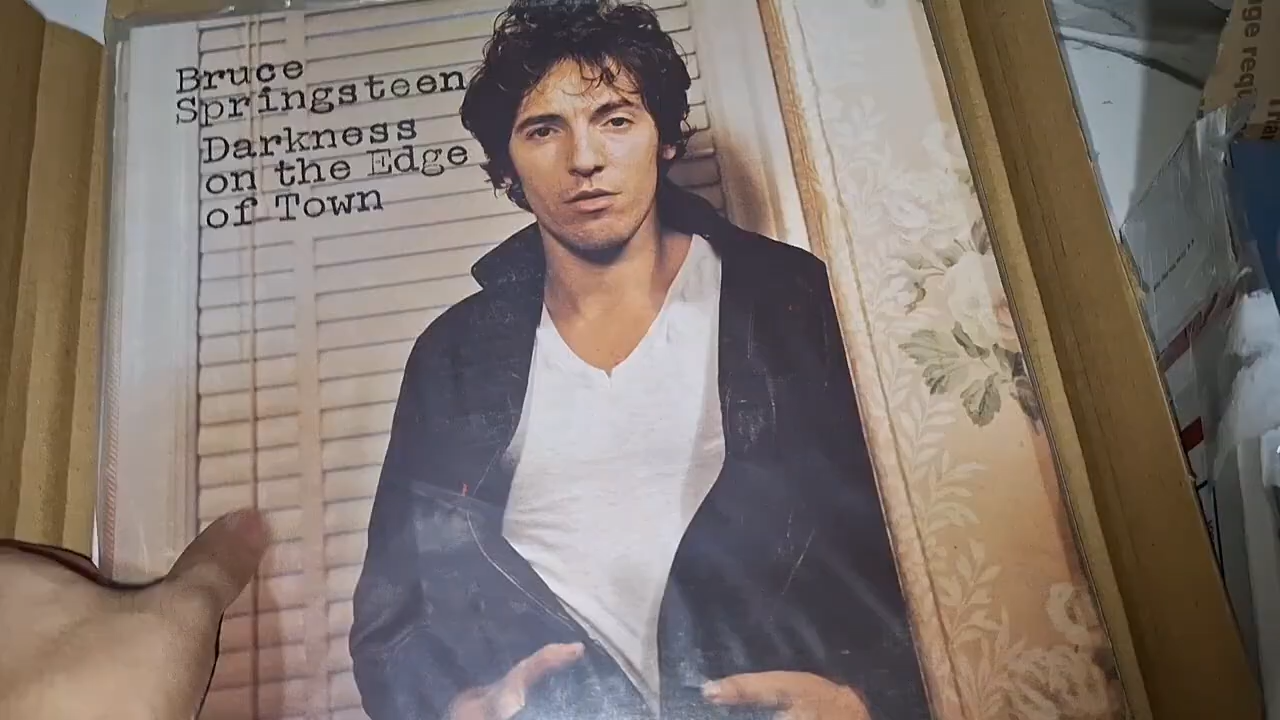 Bruce
Springsteen
Darkness
on the Edge
of Town